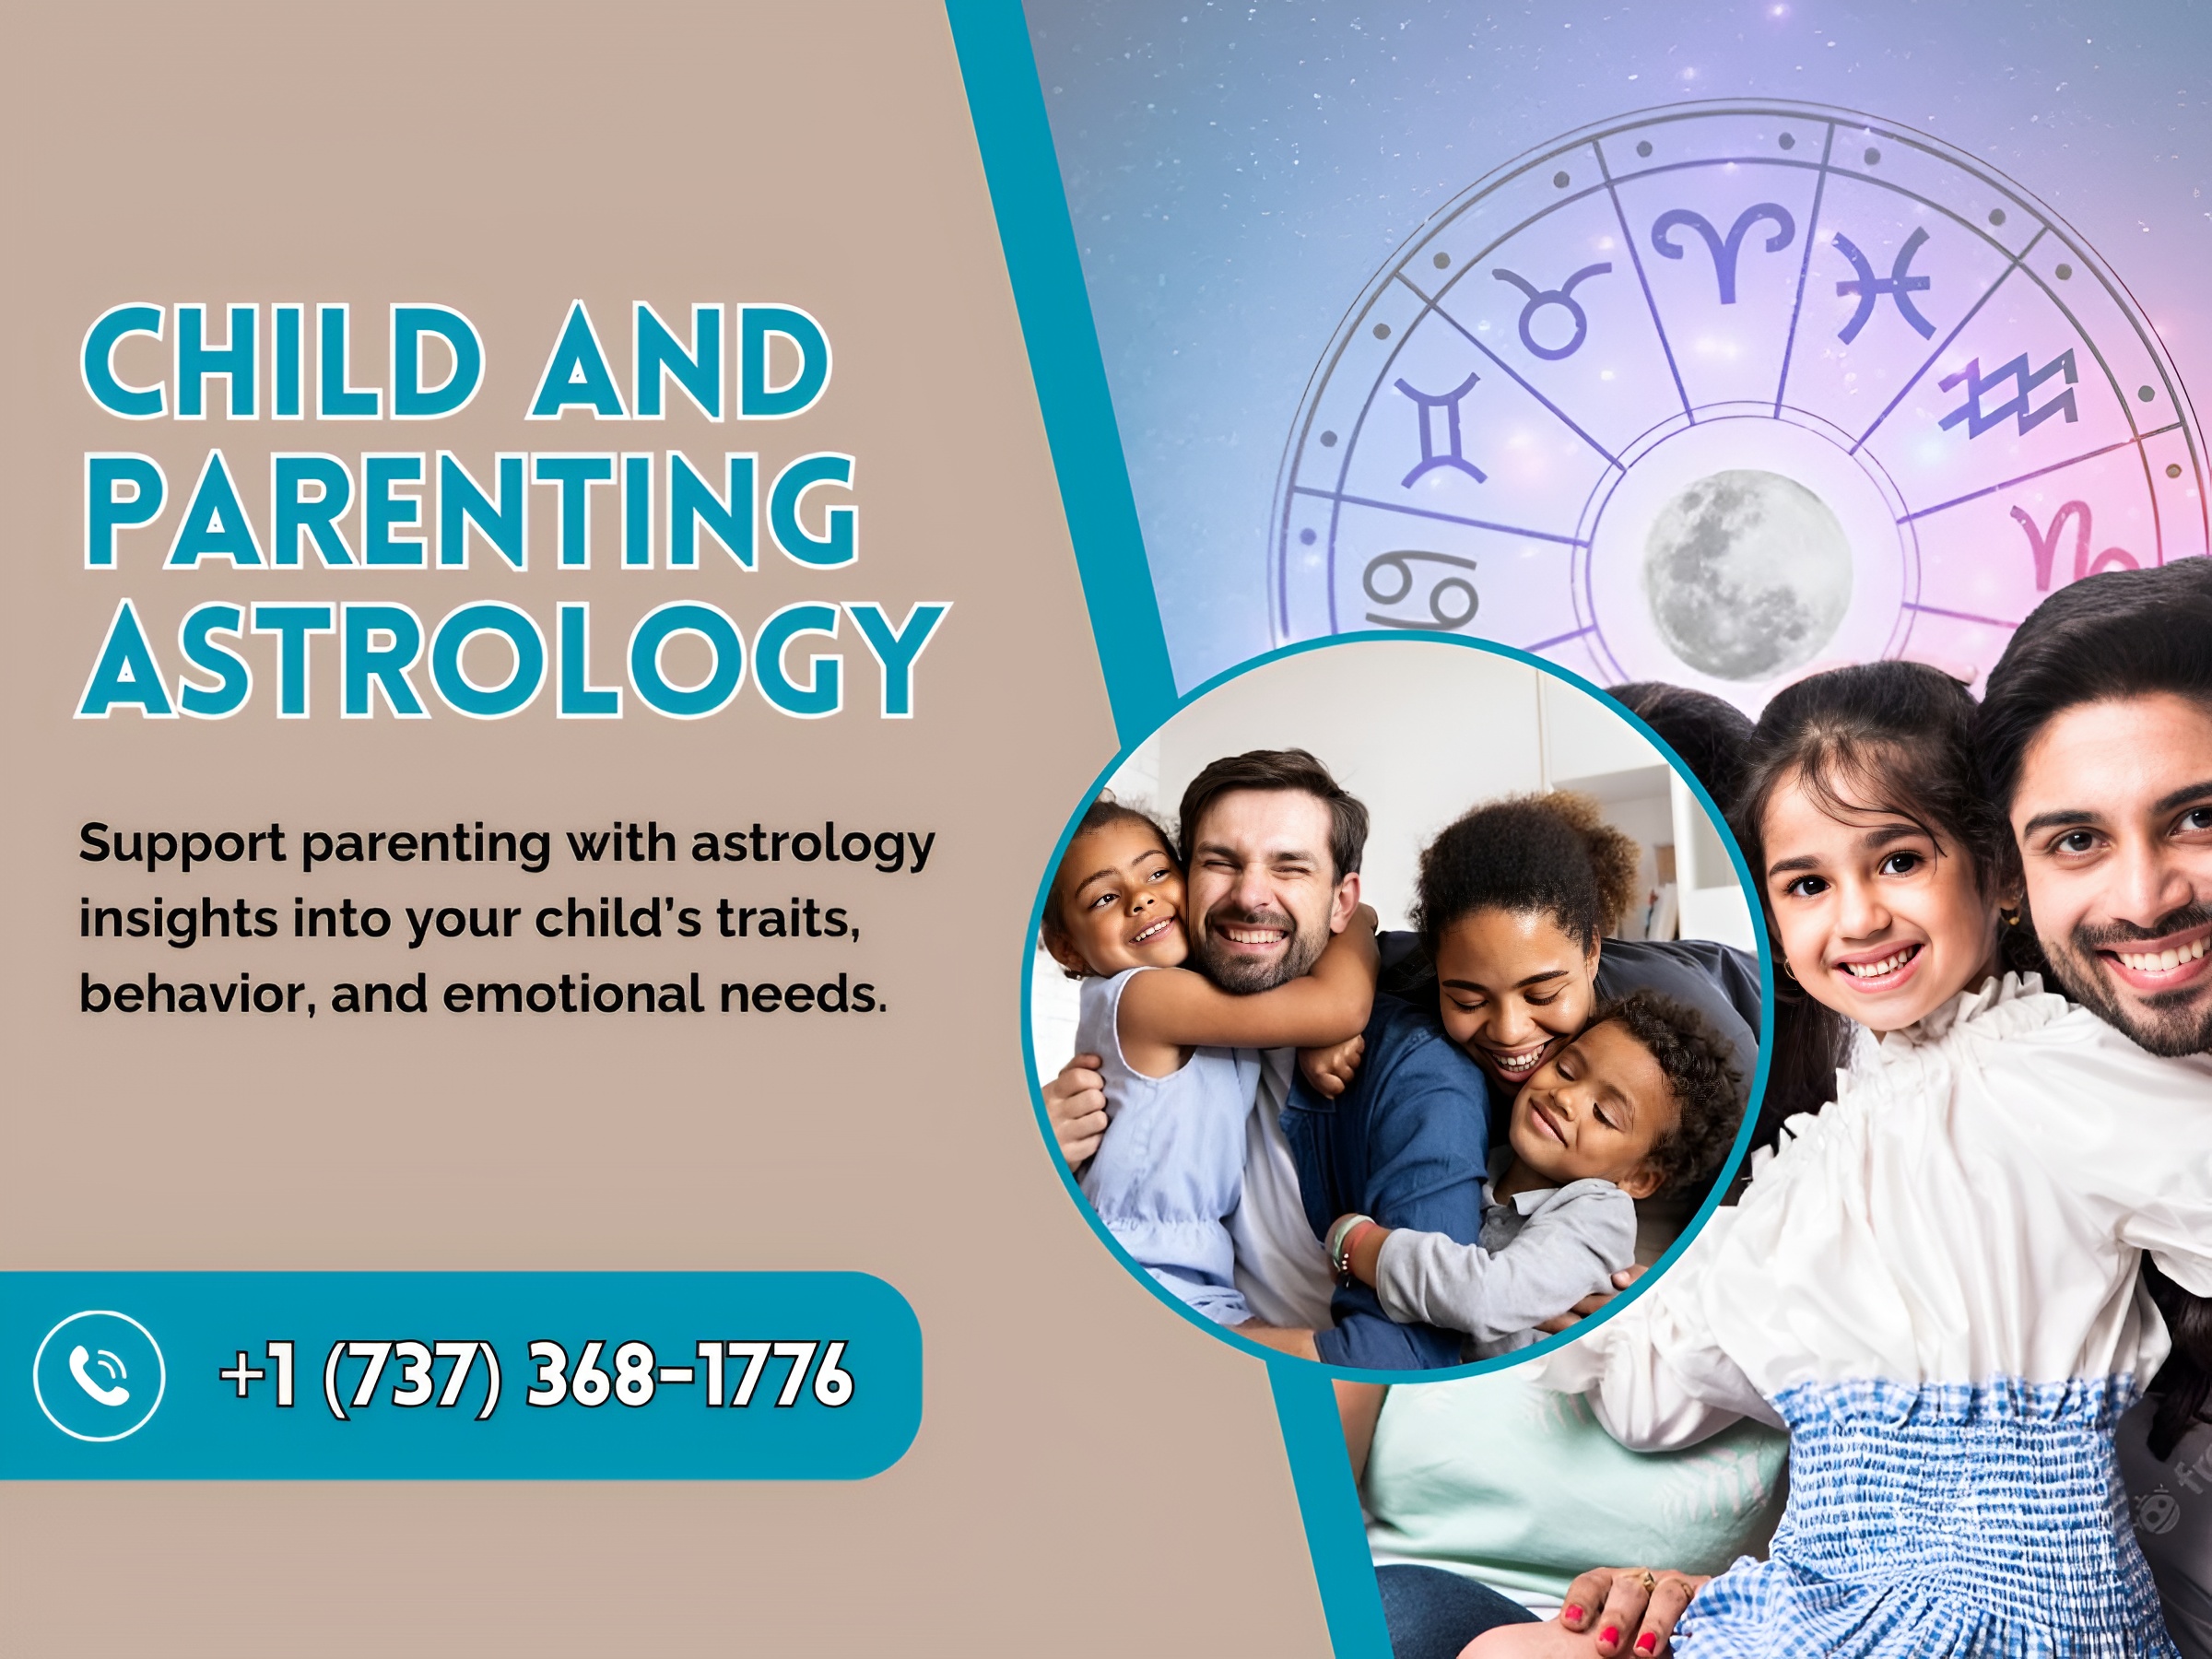 CHILD AND
PARENTING
ASTROLOGY
Support parenting with astrology
insights into your child's traits,
behavior, and emotional needs.
+1 (737) 368-1776